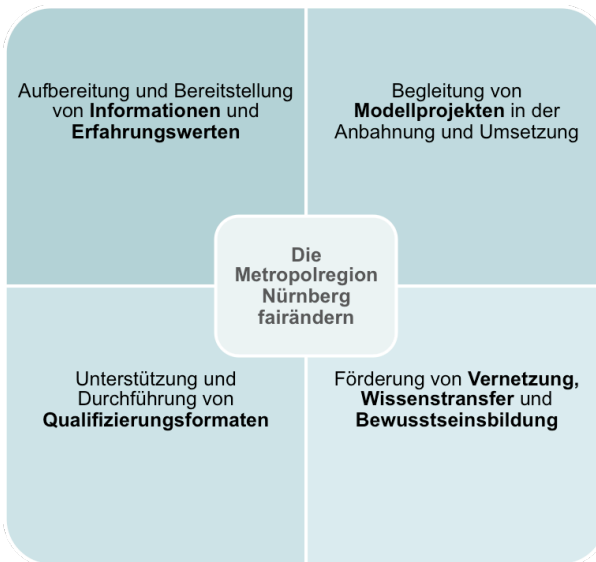 Aufbereitung und Bereitstellung
von Informationen und
Erfahrungswerten
Begleitung von
Modellprojekten in der
Anbahnung und Umsetzung
Die
Metropolregion
Nürnberg
fairändern
Unterstützung und
Durchführung von
Qualifizierungsformaten
Förderung von Vernetzung,
Wissenstransfer und
Bewusstseinsbildung